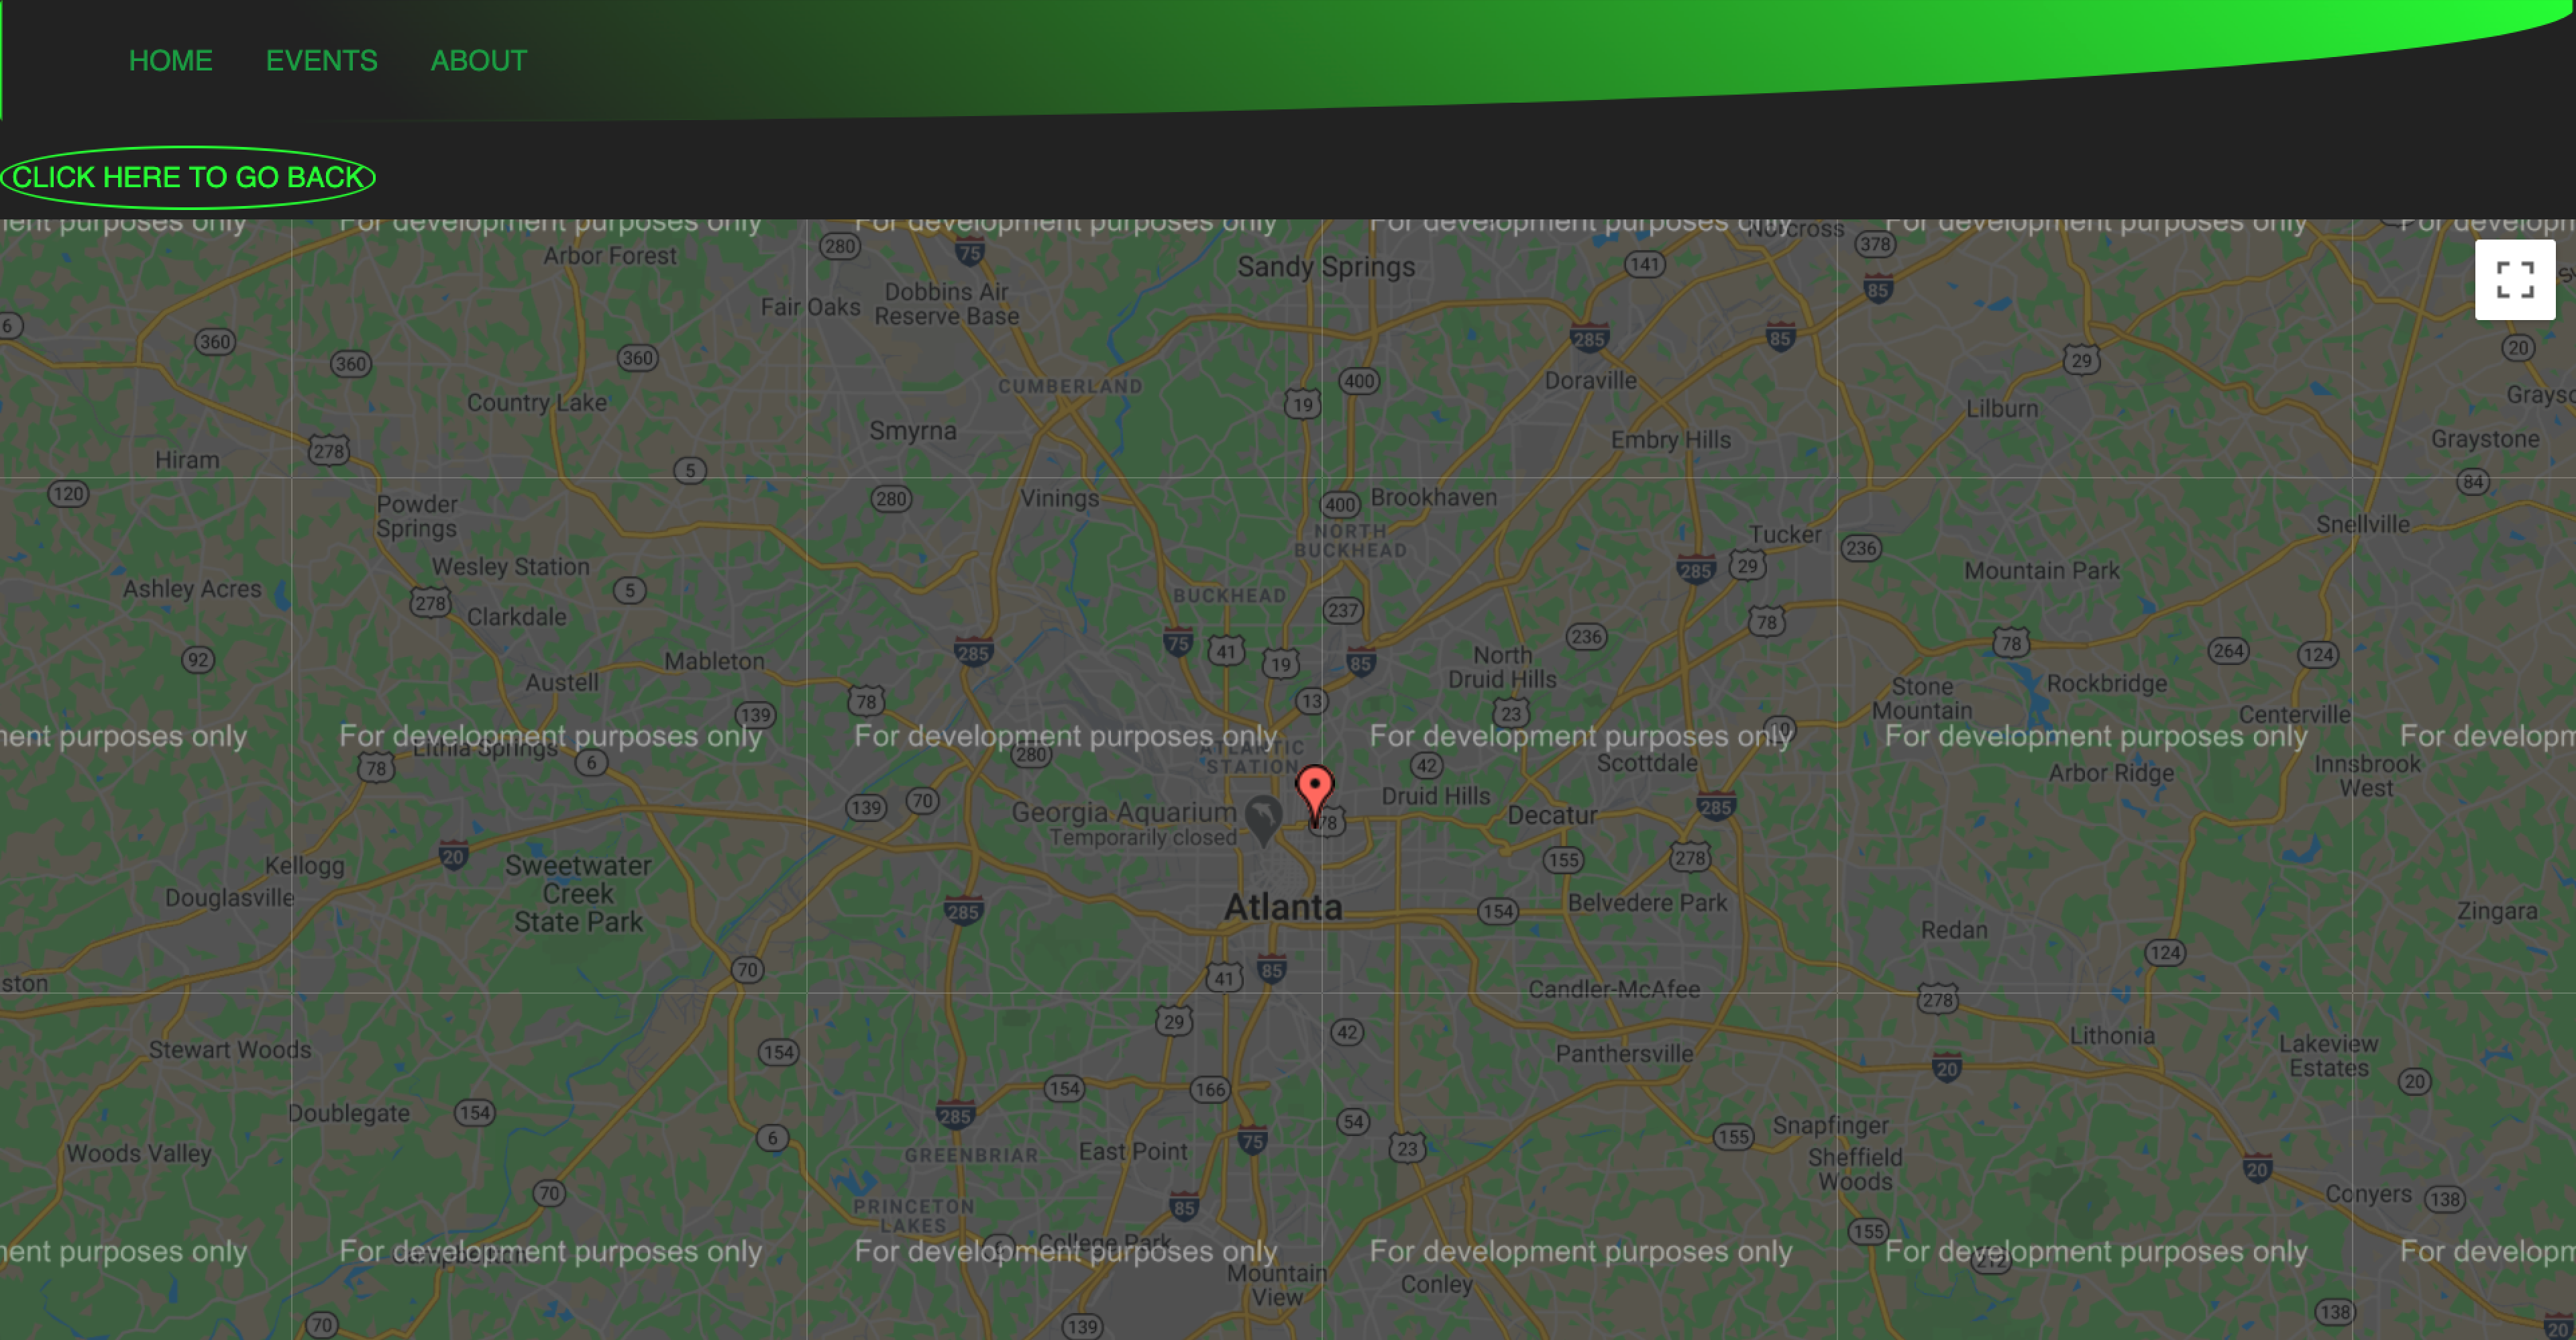 HOME EVENTS ABOUT
CLICK HERE TO GO BACK
ment purposes only For development purposes only For development purposes only For development purposes only For development purposes only For developm
Norcross
Arbor Forest
280
75
Sandy Springs
141
378
85
Fair Oaks
Dobbins Air
Reserve Base
6
360
360
360
285
85
29
20
CUMBERLAND
400
Doraville
Country Lake
19
Lilburn
Grays
Smyrna
Embry Hills
Graystone
278
Hiram
5
120
280
Vinings
400
Brookhaven
84
Powder
Springs
NORTH
BUCKHEAD
Tucker
236
Snellville
Wesley Station
285
29
Mountain Park
Ashley Acres
5
278
Clarkdale
BUCKHEAD
237
78
236
78
92
Mableton
285
75
41
19
85
North
Druid Hills
264
124
Austell
78
13
Stone
Mountain
Rockbridge
139
23
Centerville
10
ment purposes only For development purposes only For development purposes only For development purposes only For development purposes only For developm
Lithia Springs
78
6
280
ATLANTIC
STATION
42
Scottdale
Arbor Ridge
Innsbrook
West
139
70
Georgia Aquarium
Temporarily closed
78
Druid Hills
Decatur
285
20
Kellogg
Sweetwater
Creek
State Park
155
278
Douglasville
285
Atlanta
154
Belvedere Park
Zingara
Redan
124
ston
70
41
85
Candler-McAfee
278
29
42
Stewart Woods
154
Panthersville
Lithonia
Lakeview
Estates
20
20
154
166
Doublegate
154
285
54
Snapfinger
155
Woods Valley
6
GREENBRIAR
East Point
75
23
Sheffield
Woods
20
70
PRINCETON
LAKES
85
Conyers
138
155
ment purposes only For development purposes only For development purposes only For development purposes only For development purposes only For developm
Campbellton
6
College Park
212
Mountain
View
Conley
70
139
138
20